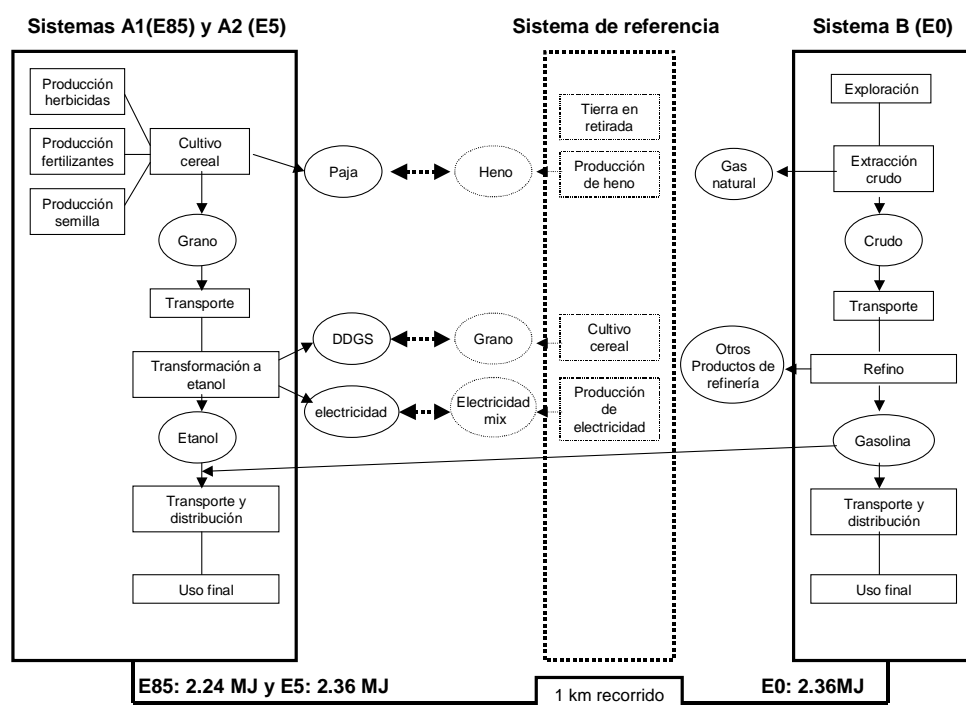 Sistemas A1(E85) y A2 (E5)
Producción
herbicidas
Producción
fertilizantes
Producción
semilla
Cultivo
cereal
Grano
Transporte
Transformación a
etanol
Etanol
Transporte y
distribución
Uso final
Paja
DDGS
electricidad
Sistema de referencia
Heno
Grano
Electricidad
mix
Tierra en
retirada
Producción
de heno
Cultivo
cereal
Producción
de
electricidad
Sistema B (E0)
Exploración
Gas
natural
Extracción
crudo
Crudo
Transporte
Otros
Productos de
refinería
Refino
Gasolina
Transporte y
distribución
Uso final
E85: 2.24 MJ y E5: 2.36 MJ
1 km recorrido
E0: 2.36MJ